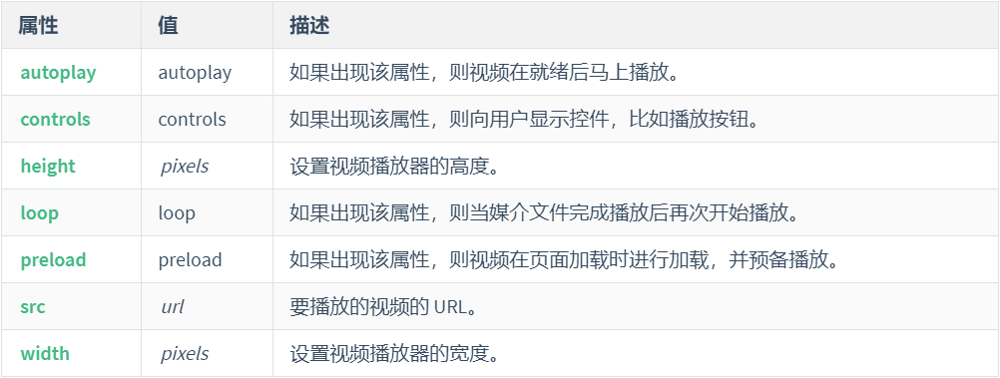 属性 值 描述
autoplay autoplay 如果出现该属性，则视频在就绪后马上播放。
controls controls 如果出现该属性，则向用户显示控件，比如播放按钮。
height pixels 设置视频播放器的高度。
loop loop 如果出现该属性，则当媒介文件完成播放后再次开始播放。
preload preload 如果出现该属性，则视频在页面加载时进行加载，并预备播放。
src url 要播放的视频的 URL。
width pixels 设置视频播放器的宽度。